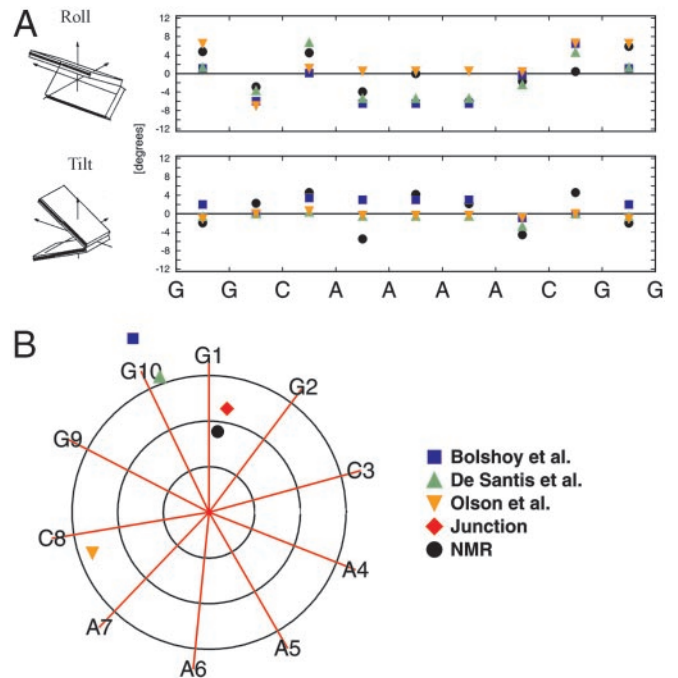 A
Roll
12
8
4
0
-4
-8
-12
[degrees]
Tilt
12
8
4
0
-4
-8
-12
G G C A A A A C G G
B
G1
G10
G2
G9
C3
C8
A4
A7
A5
A6
Bolshoy et al.
De Santis et al.
Olson et al.
Junction
NMR